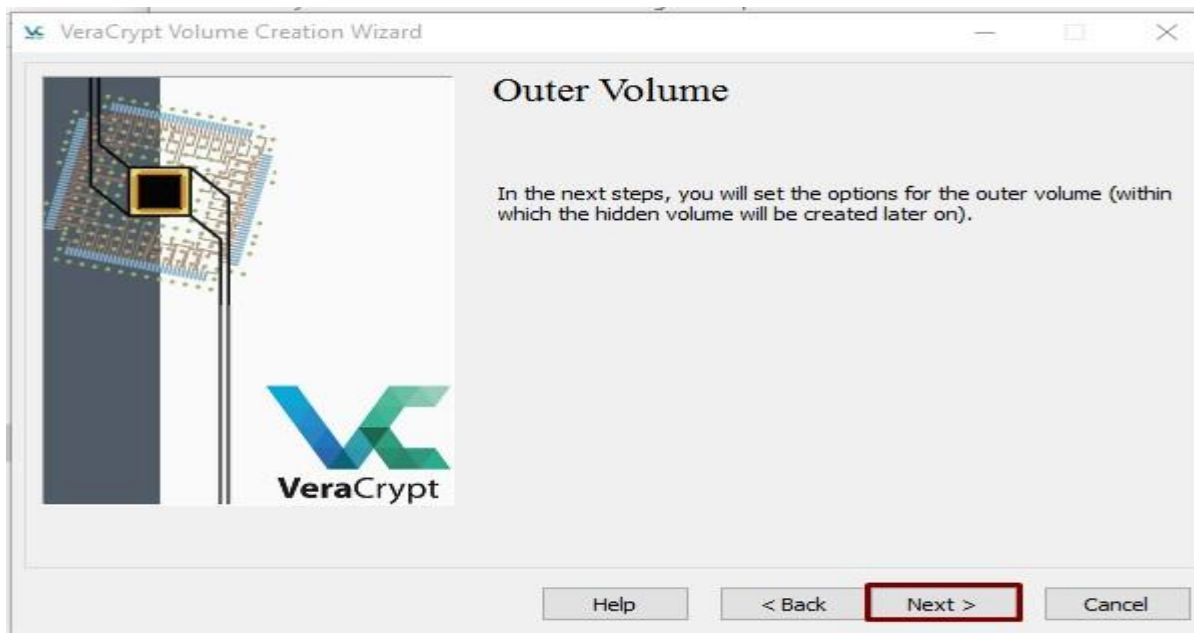 VeraCrypt Volume Creation Wizard
Outer Volume
In the next steps, you will set the options for the outer volume (within
which the hidden volume will be created later on).
VeraCrypt
Help
< Back
Next >
Cancel